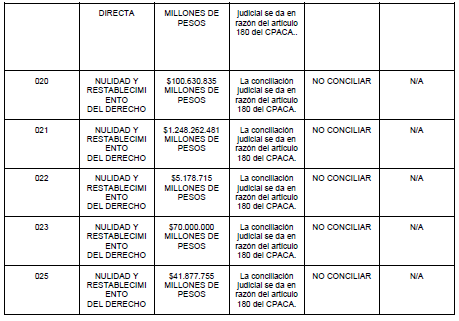 DIRECTA
MILLONES DE
PESOS
judicial se da en
razón del artículo
180 del CPACA..
020
NULIDAD Y
RESTABLECIMI
ENTO
DEL DERECHO
$100.630.835
MILLONES DE
PESOS
La conciliación
judicial se da en
razón del artículo
180 del CPACA.
NO CONCILIAR
N/A
021
NULIDAD Y
RESTABLECIMI
ENTO
DEL DERECHO
$1.248.262.481
MILLONES DE
PESOS
La conciliación
judicial se da en
razón del artículo
180 del CPACA.
NO CONCILIAR
N/A
022
NULIDAD Y
RESTABLECIMI
ENTO
DEL DERECHO
$5.178.715
MILLONES DE
PESOS
La conciliación
judicial se da en
razón del artículo
180 del CPACA.
NO CONCILIAR
N/A
023
NULIDAD Y
RESTABLECIMI
ENTO
DEL DERECHO
$70.000.000
MILLONES DE
PESOS
La conciliación
judicial se da en
razón del artículo
180 del CPACA.
NO CONCILIAR
N/A
025
NULIDAD Y
RESTABLECIMI
ENTO
DEL DERECHO
$41.877.755
MILLONES DE
PESOS
La conciliación
judicial se da en
razón del artículo
180 del CPACA.
NO CONCILIAR
N/A